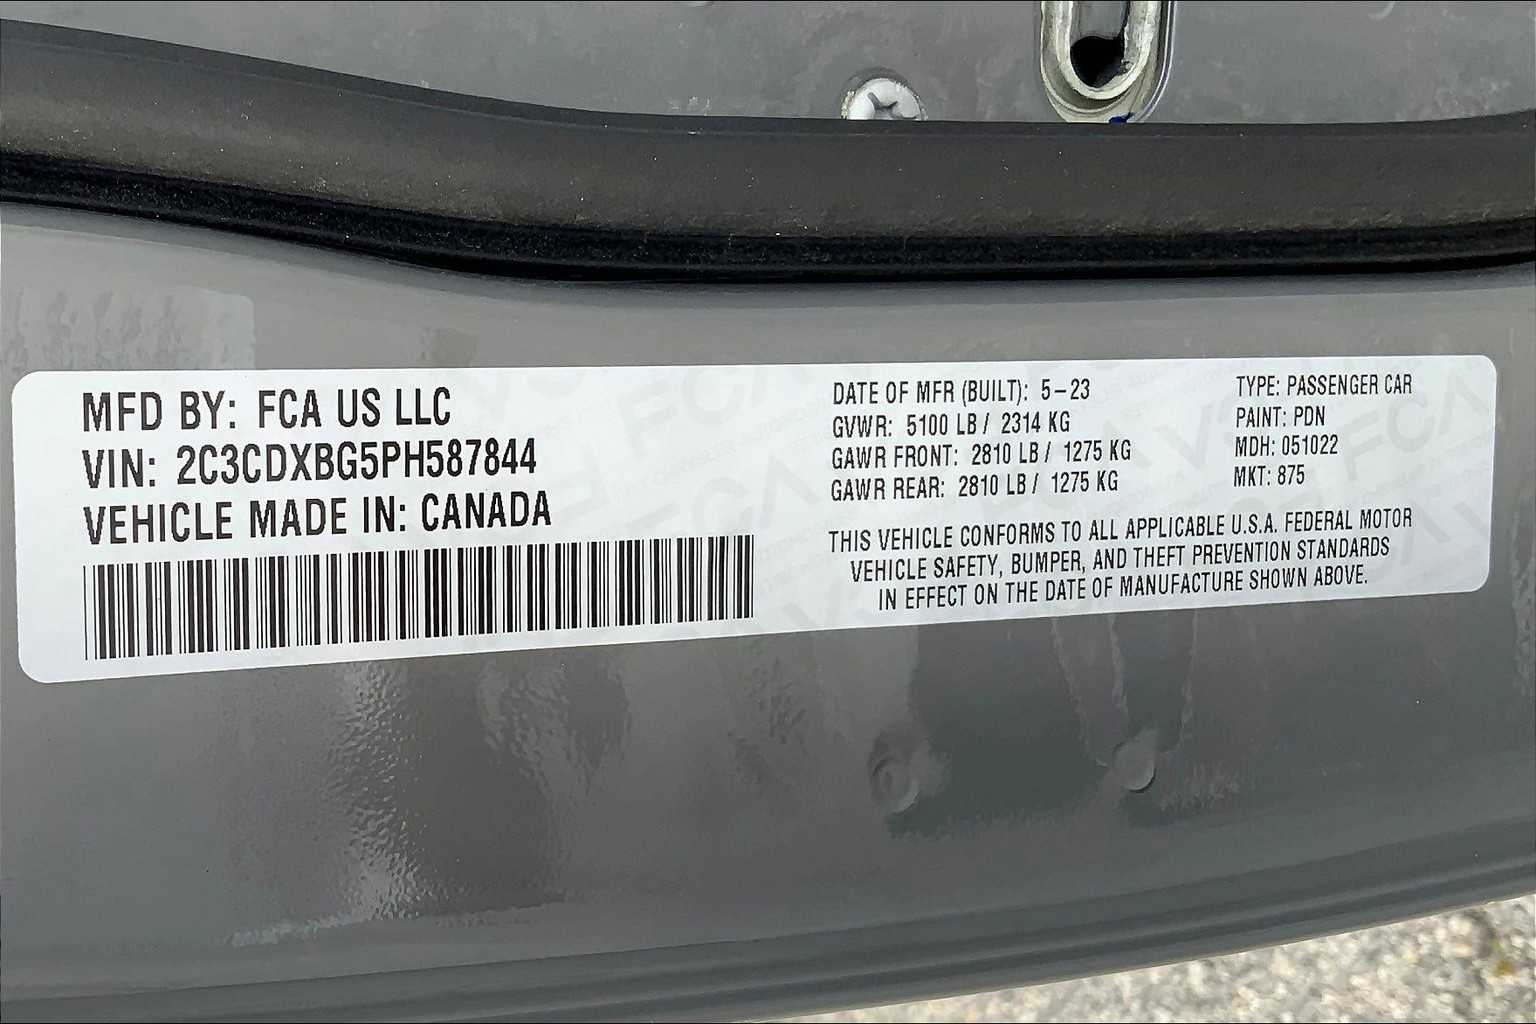 MFD BY: FCA US LLC
VIN: 2C3CDXBG5PH587844
VEHICLE MADE IN: CANADA
DATE OF MFR (BUILT): 5-23
GVWR: 5100 LB / 2314 KG
GAWR FRONT: 2810 LB / 1275 KG
GAWR REAR: 2810 LB / 1275 KG
TYPE: PASSENGER CAR
PAINT: PDN
MDH: 051022
MKT: 875
THIS VEHICLE CONFORMS TO ALL APPLICABLE U.S.A. FEDERAL MOTOR
VEHICLE SAFETY, BUMPER, AND THEFT PREVENTION STANDARDS
IN EFFECT ON THE DATE OF MANUFACTURE SHOWN ABOVE.